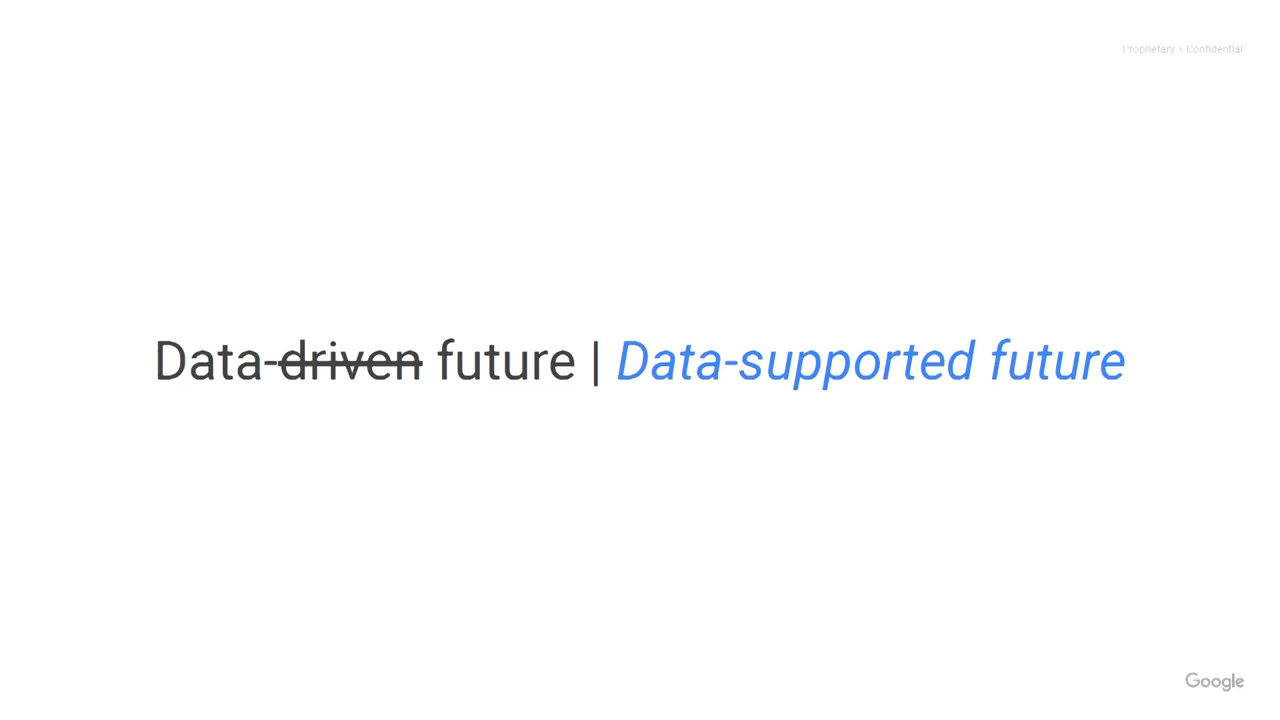 Proprietary + Confidential
Data-driven future | Data-supported future
Google